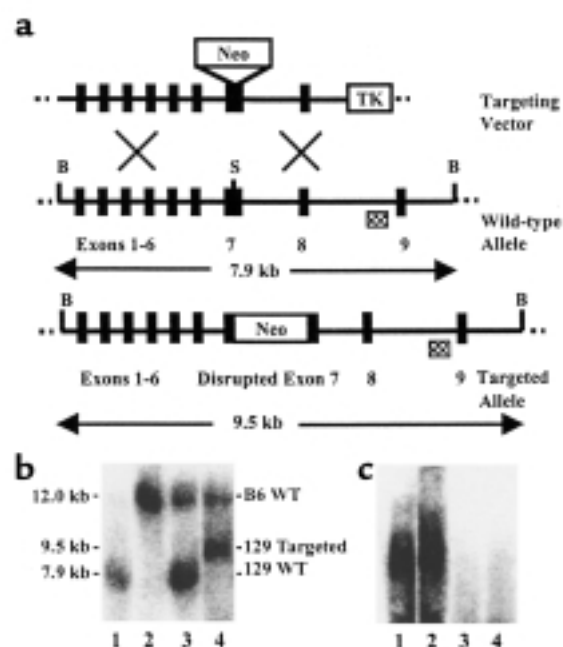 a
Neo
TK
Targeting
Vector
B S B
Wild-type
Allele
Exons 1-6 7 8 9
7.9 kb
B B
Neo
Exons 1-6 Disrupted Exon 7 8 9 Targeted
Allele
9.5 kb
b c
12.0 kb - - B6 WT
9.5 kb - - 129 Targeted
7.9 kb - - 129 WT
1 2 3 4 1 2 3 4